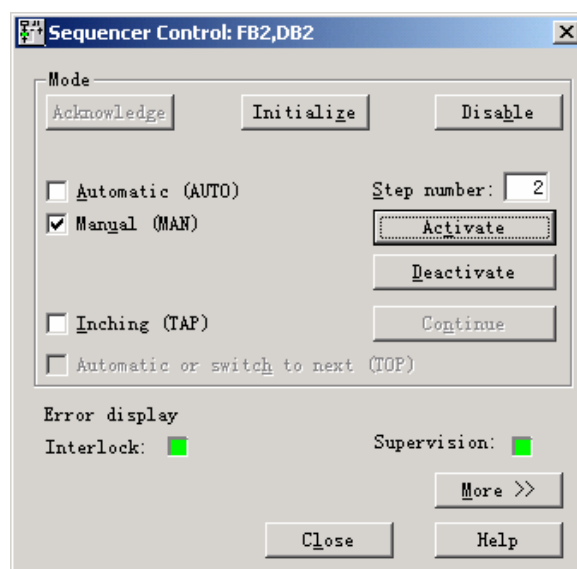 Sequencer Control: FB2,DB2
Mode
Acknowledge Initialize Disable
Automatic (AUTO) Step number: 2
Manual (MAN) Activate
Deactivate
Inching (TAP) Continue
Automatic or switch to next (TOP)
Error display
Interlock: Supervision:
More >>
Close Help